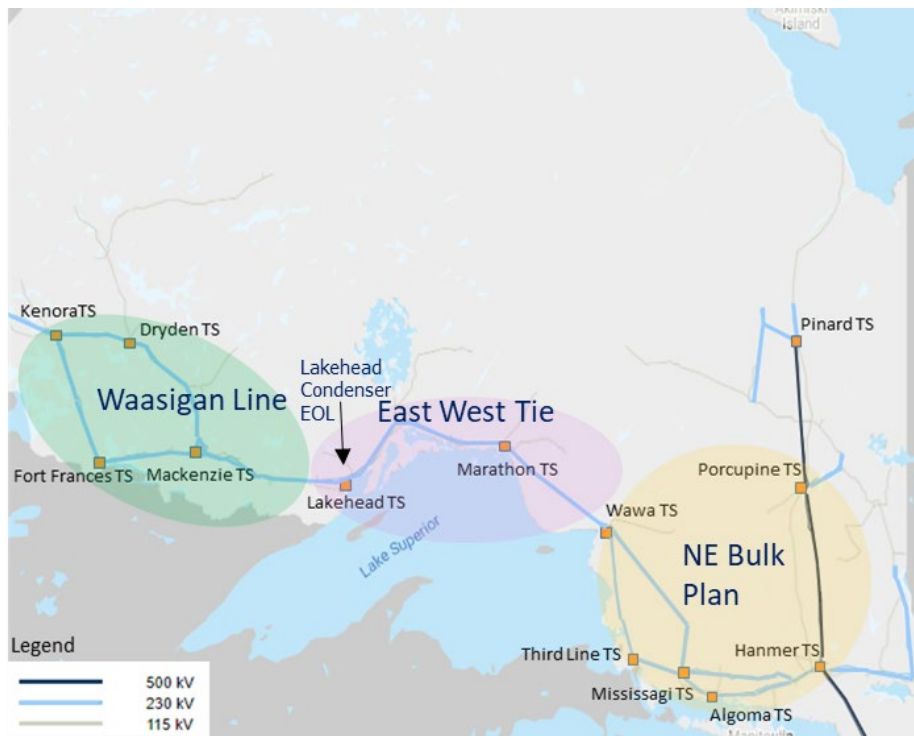 Akimiski
Island
KenoraTS
Dryden TS
Pinard TS
Lakehead
Condenser
EOL
Waasigan Line
East West Tie
Fort Frances TS
Mackenzie TS
Marathon TS
Porcupine TS
Lakehead TS
Wawa TS
Lake Superior
NE Bulk
Plan
Legend
Third Line TS
Hanmer TS
500 kV
230 kV
115 kV
Mississagi TS
Algoma TS